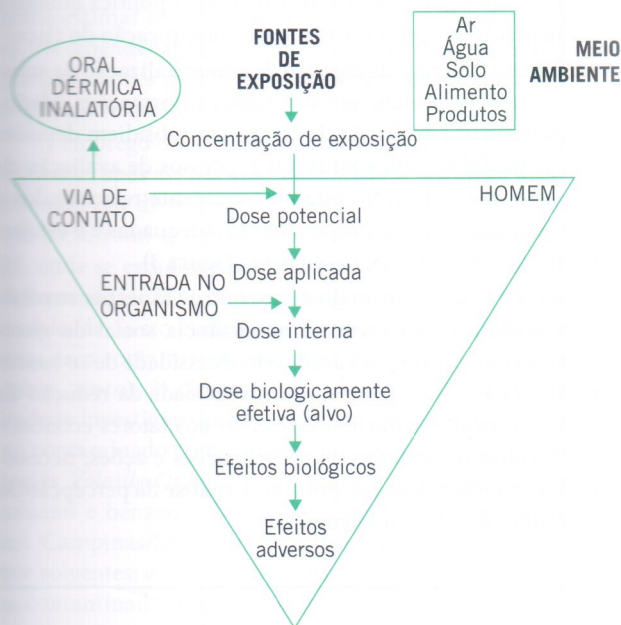 FONTES
DE
EXPOSIÇÃO
Ar
Água
Solo
Alimento
Produtos
MEIO
AMBIENTE
ORAL
DÉRMICA
INALATÓRIA
Concentração de exposição
HOMEM
VIA DE
CONTATO
Dose potencial
Dose aplicada
ENTRADA NO
ORGANISMO
Dose interna
Dose biologicamente
efetiva (alvo)
Efeitos biológicos
Efeitos
adversos